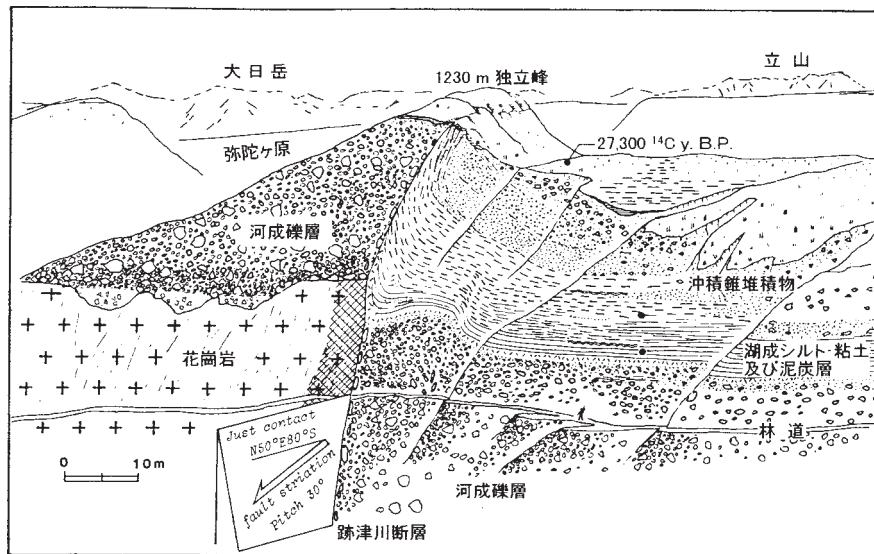 大日岳
1230 m 独立峰
立山
27,300 ¹⁴C y. B.P.
弥陀ヶ原
河成礫層
沖積錐堆積物
花崗岩
湖成シルト・粘土
及び泥炭層
林道
Just contact
N50°E80°S
fault striation
Pitch 30°
0 10m
河成礫層
跡津川断層